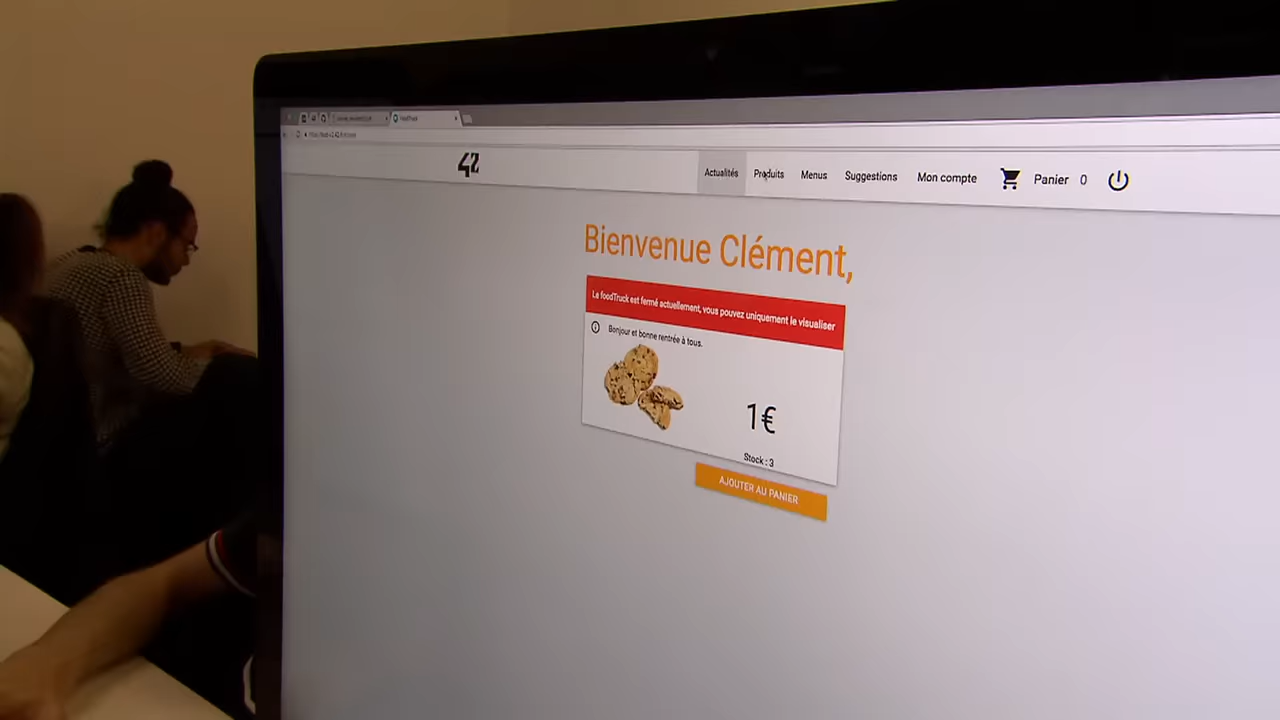 FoodTruck
42
Actualités Produits Menus Suggestions Mon compte Panier 0
Bienvenue Clément,
Le foodTruck est fermé actuellement, vous pouvez uniquement le visualiser
Bonjour et bonne rentrée à tous.
1€
Stock : 3
AJOUTER AU PANIER